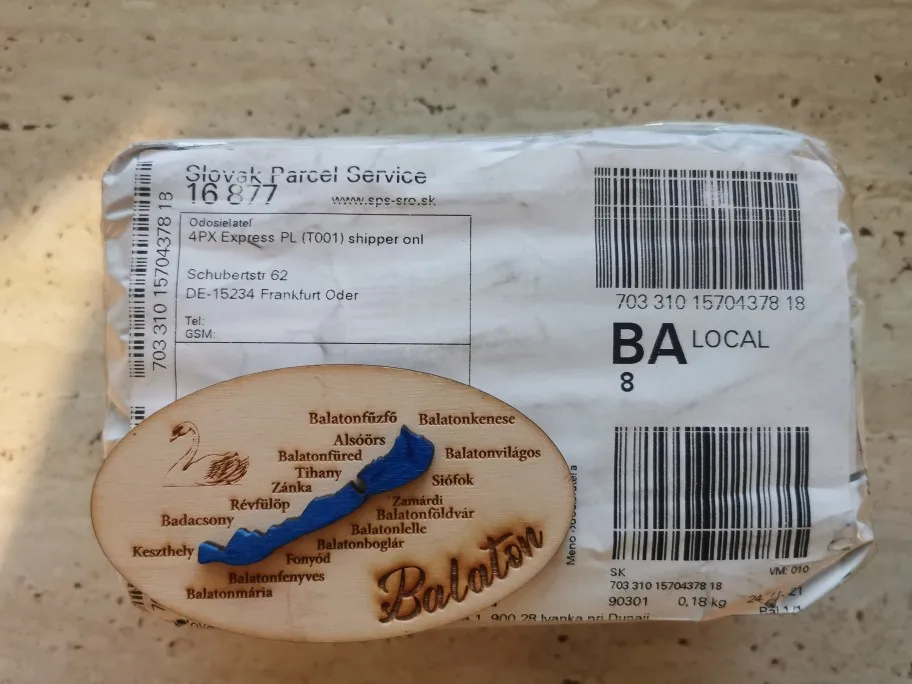 Slovak Parcel Service
16 877
www.sps-sro.sk
Odosielateľ
4PX Express PL (T001) shipper onl
Schubertstr 62
DE-15234 Frankfurt Oder
Tel:
GSM:
703 310 15704378 18
703 310 15704378 18
BA LOCAL
8
Balatonfűzfő Balatonkenese
Alsóörs
Balatonfüred Balatonvilágos
Tihany
Zánka Siófok
Révfülöp Zamárdi
Badacsony Balatonföldvár
Balatonlelle
Keszthely Balatonboglár
Fonyód
Balatonfenyves
Balatonmária
Balaton
Meno
SK VM: 010
703 310 15704378 18
90301 0,18 kg
1, 900 28 Ivanka pri Dunaji